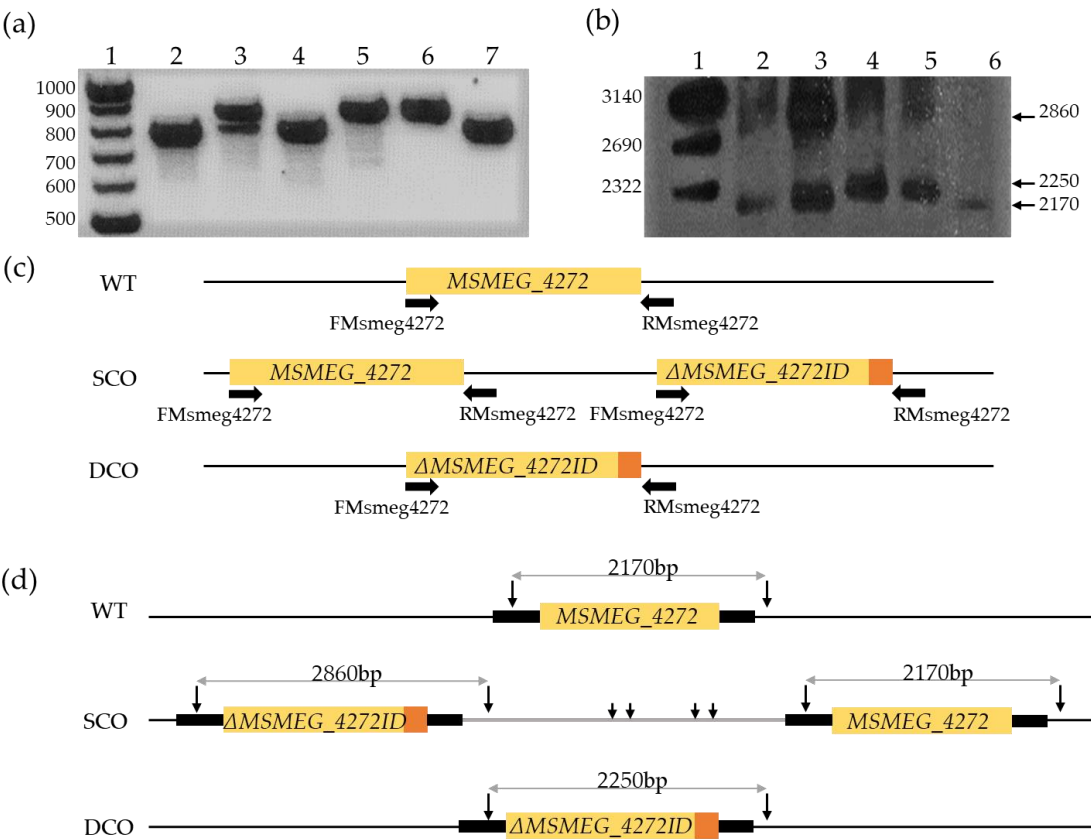 (a)
1 2 3 4 5 6 7
1000
900
800
700
600
500
(b)
1 2 3 4 5 6
3140
2690
2322
2860
2250
2170
(c)
WT
MSMEG_4272
FMsmeg4272 RMsmeg4272
SCO
MSMEG_4272 ΔMSMEG_4272ID
FMsmeg4272 RMsmeg4272 FMsmeg4272 RMsmeg4272
DCO
ΔMSMEG_4272ID
FMsmeg4272 RMsmeg4272
(d)
2170bp
WT
MSMEG_4272
2860bp 2170bp
SCO
ΔMSMEG_4272ID MSMEG_4272
2250bp
DCO
ΔMSMEG_4272ID